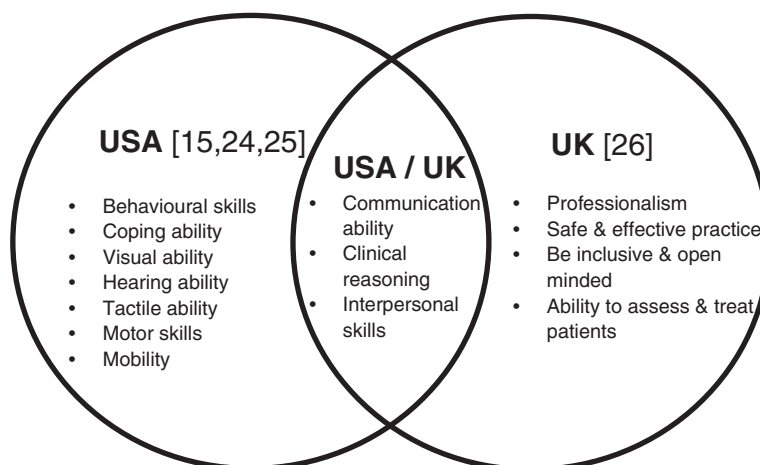 USA [15,24,25]
• Behavioural skills
• Coping ability
• Visual ability
• Hearing ability
• Tactile ability
• Motor skills
• Mobility
USA / UK
• Communication
ability
• Clinical
reasoning
• Interpersonal
skills
UK [26]
• Professionalism
• Safe & effective practice
• Be inclusive & open
minded
• Ability to assess & treat
patients